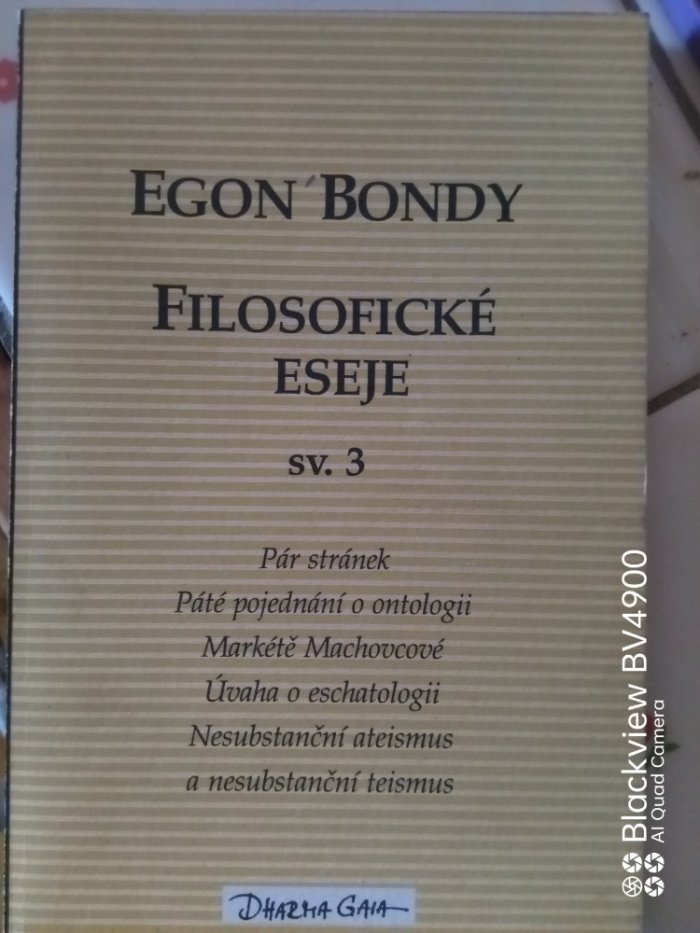 EGON BONDY
FILOSOFICKÉ
ESEJE
sv. 3
Pár stránek
Páté pojednání o ontologii
Markétě Machovcové
Úvaha o eschatologii
Nesubstanční ateismus
a nesubstanční teismus
DHARMA GAIA
Blackview BV4900
AI Quad Camera